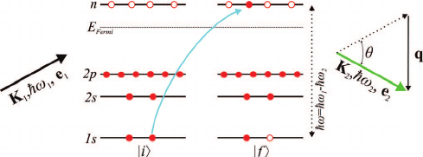 n
E_Fermi
2p
2s
1s
|i⟩
|f⟩
K₁,ħω₁,e₁
ħω=ħω₁-ħω₂
K₂,ħω₂,e₂
θ
q